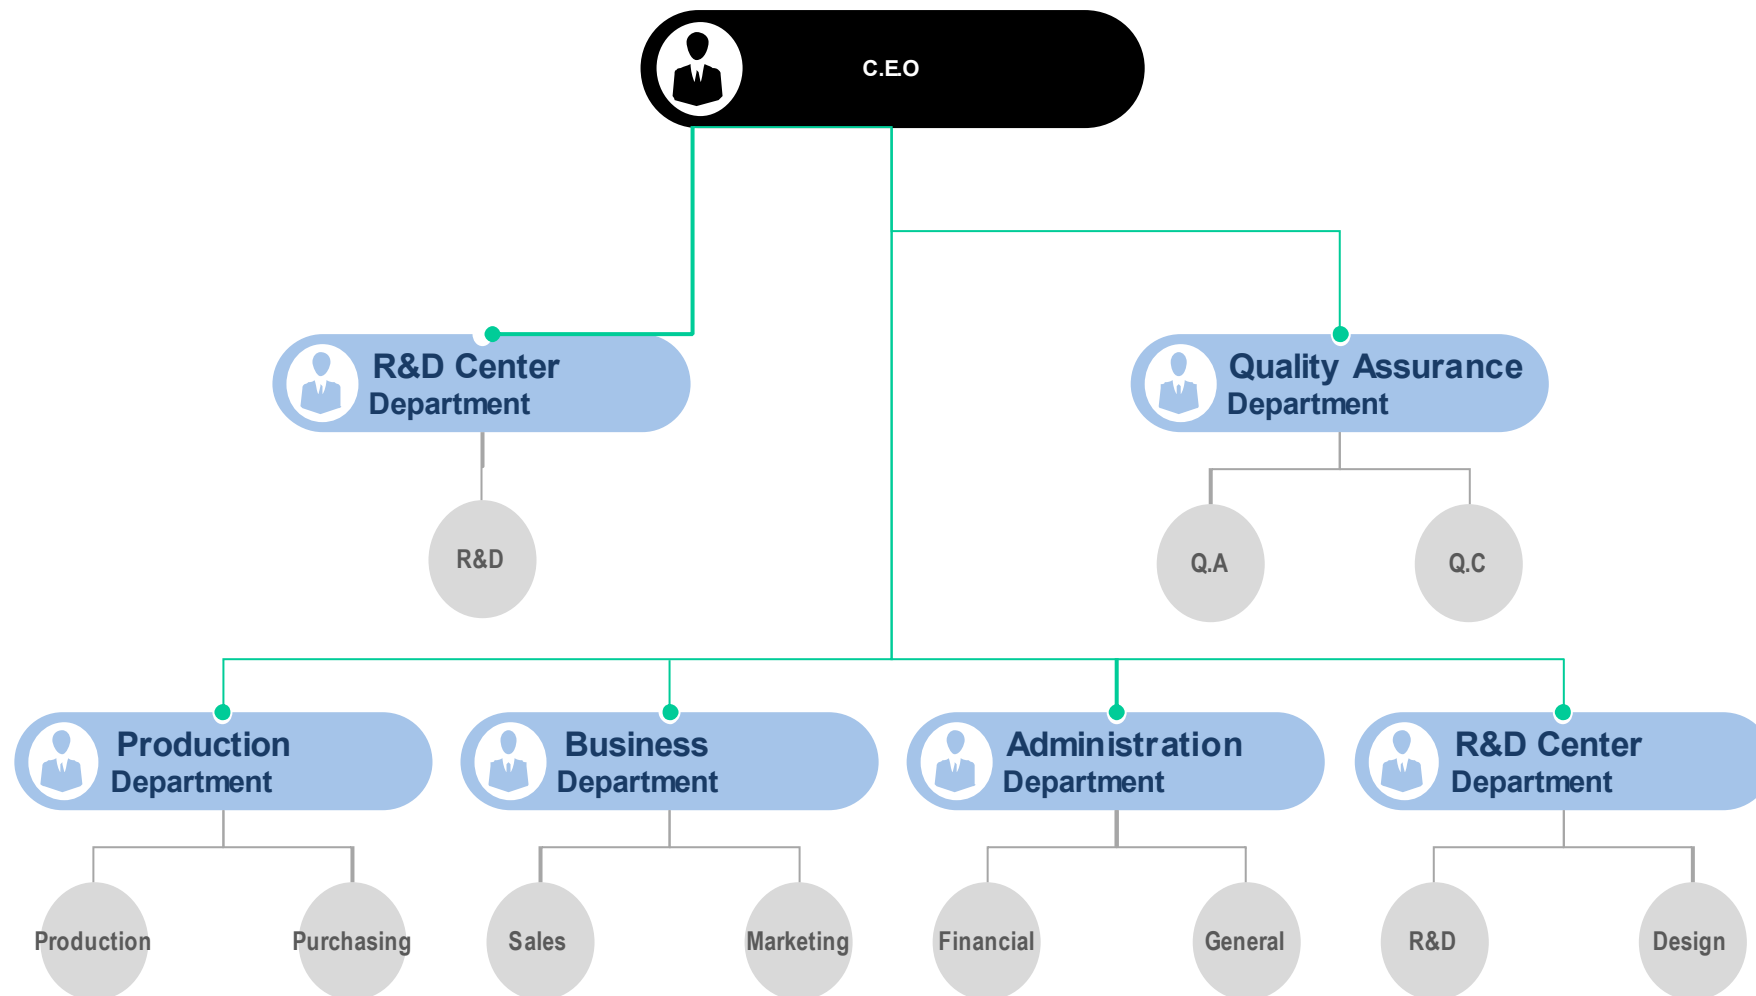 C.E.O
R&D Center
Department
Quality Assurance
Department
R&D
Q.A
Q.C
Production
Department
Business
Department
Administration
Department
R&D Center
Department
Production
Purchasing
Sales
Marketing
Financial
General
R&D
Design